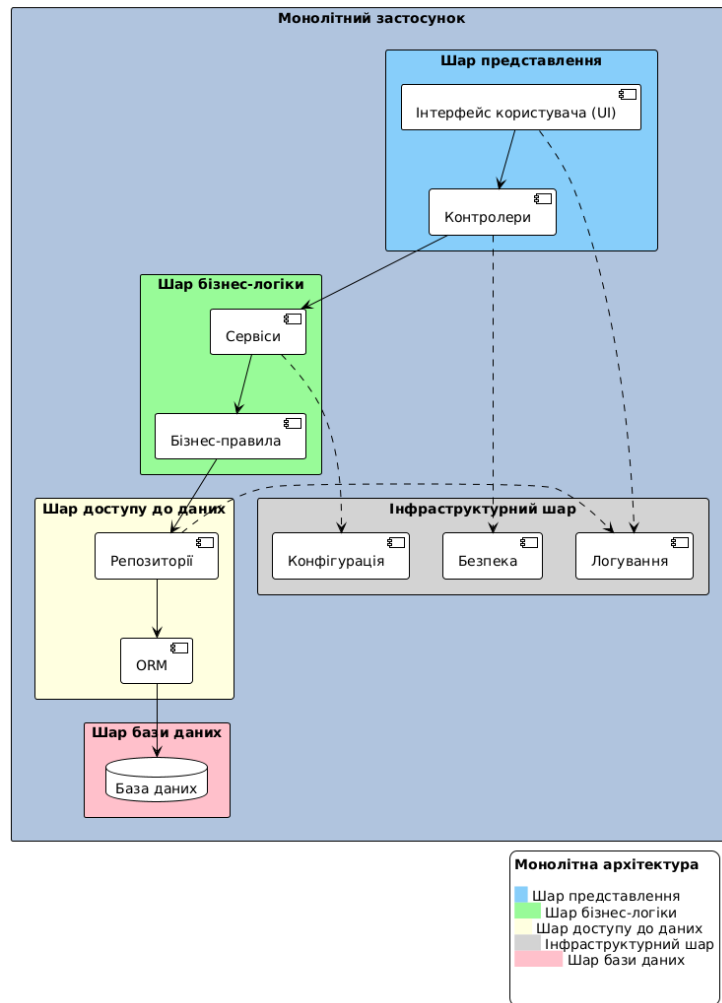 Монолітний застосунок
Шар представлення
Інтерфейс користувача (UI)
Контролери
Шар бізнес-логіки
Сервіси
Бізнес-правила
Шар доступу до даних
Репозиторії
ORM
Інфраструктурний шар
Конфігурація
Безпека
Логування
Шар бази даних
База даних
Монолітна архітектура
Шар представлення
Шар бізнес-логіки
Шар доступу до даних
Інфраструктурний шар
Шар бази даних